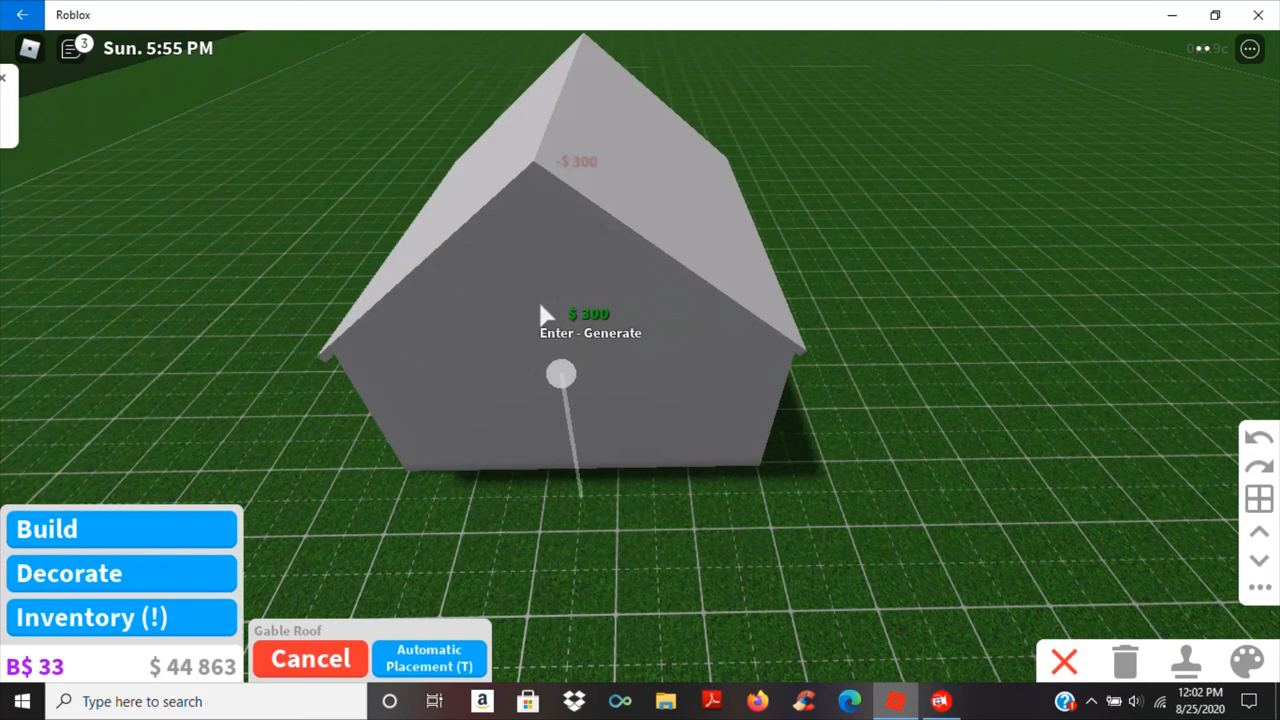 Roblox
3
Sun. 5:55 PM
-$ 300
$ 300
Enter - Generate
Build
Decorate
Inventory (!)
B$ 33
$ 44 863
Gable Roof
Cancel
Automatic
Placement (T)
Type here to search
12:02 PM
8/25/2020